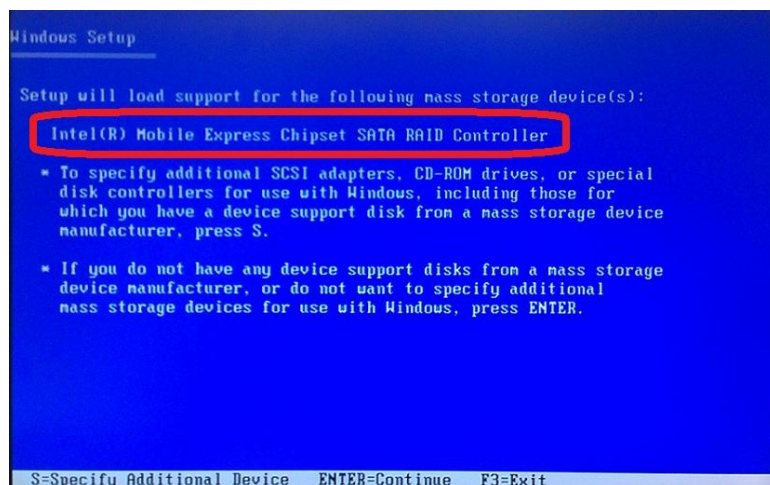 Windows Setup
Setup will load support for the following mass storage device(s):
Intel(R) Mobile Express Chipset SATA RAID Controller
* To specify additional SCSI adapters, CD-ROM drives, or special
disk controllers for use with Windows, including those for
which you have a device support disk from a mass storage device
manufacturer, press S.
* If you do not have any device support disks from a mass storage
device manufacturer, or do not want to specify additional
mass storage devices for use with Windows, press ENTER.
S=Specify Additional Device ENTER=Continue F3=Exit